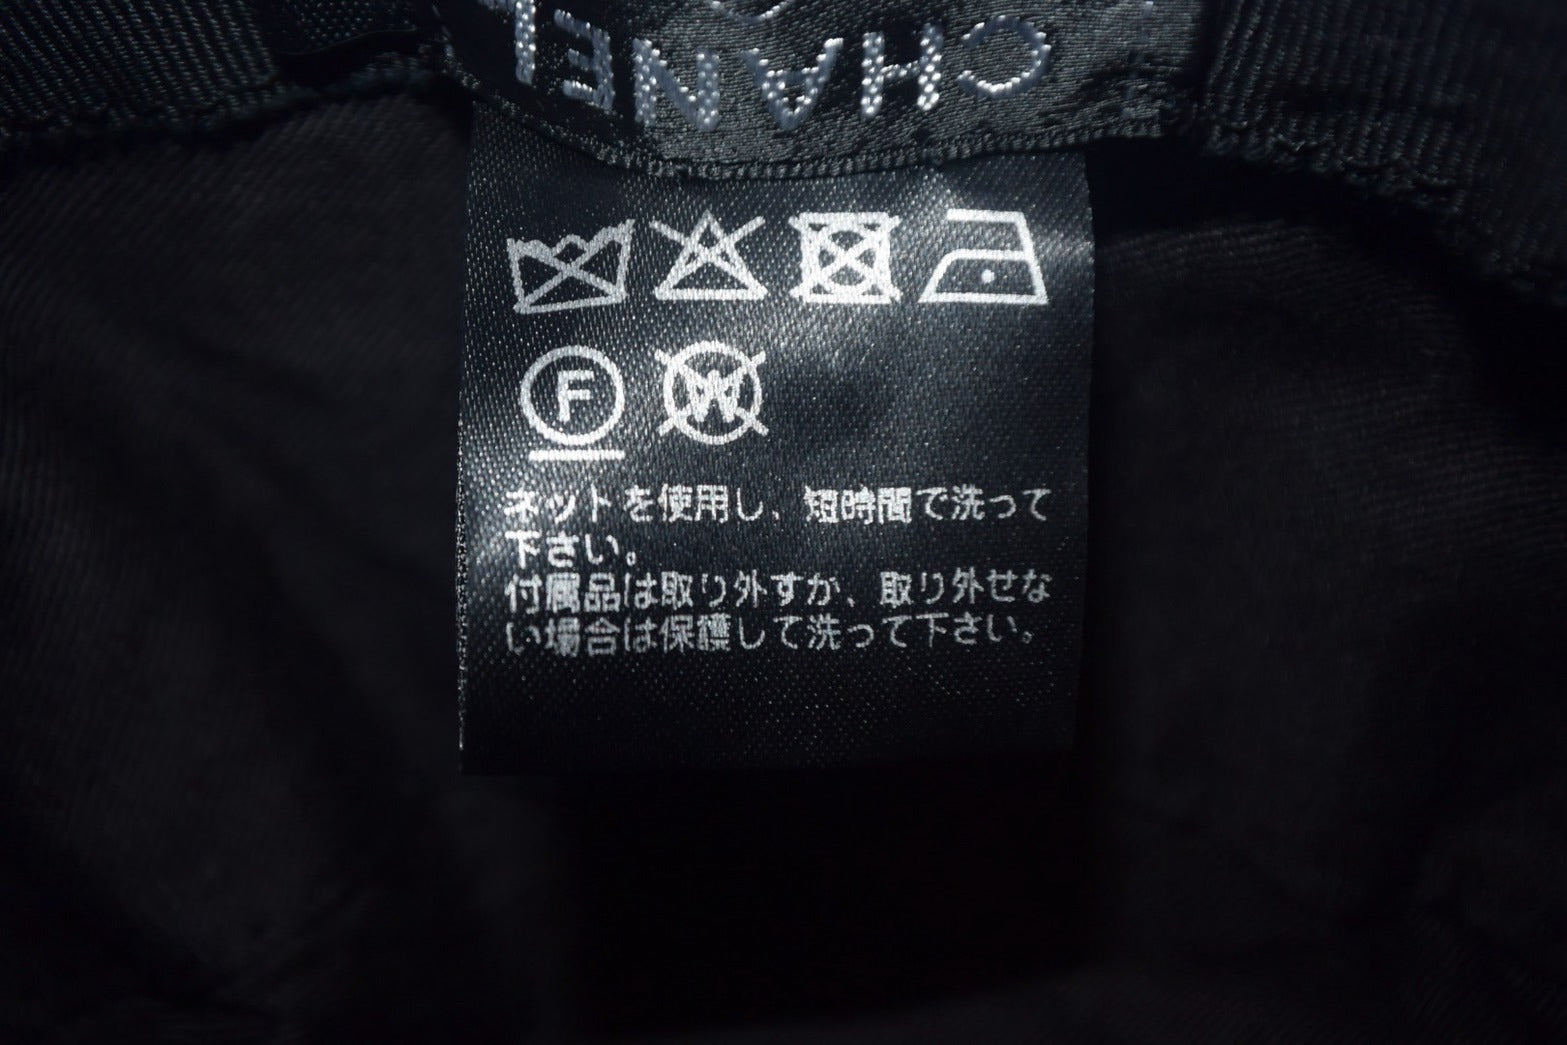 CHANEL
F
W
ネットを使用し、短時間で洗って
下さい。
付属品は取り外すか、取り外せな
い場合は保護して洗って下さい。